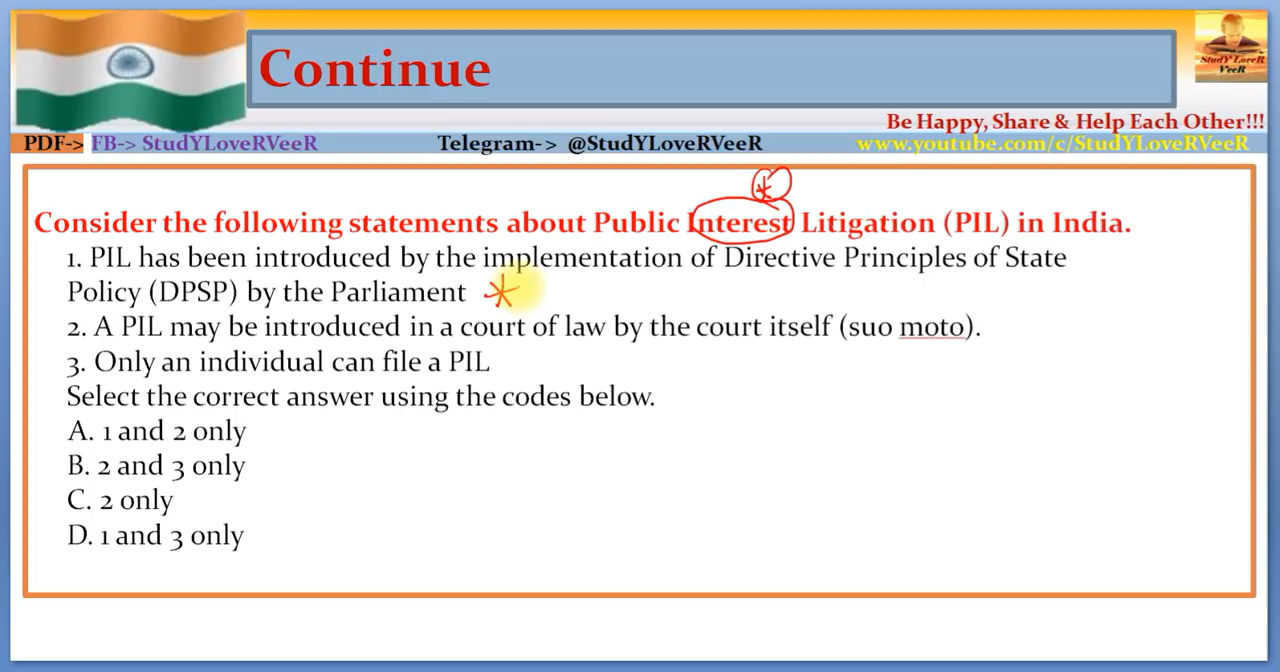 Continue
StudY LoveR
VeeR
Be Happy, Share & Help Each Other!!!
PDF-> FB-> StudYLoveRVeeR Telegram-> @StudYLoveRVeeR www.youtube.com/c/StudYLoveRVeeR
Consider the following statements about Public Interest Litigation (PIL) in India.
1. PIL has been introduced by the implementation of Directive Principles of State
Policy (DPSP) by the Parliament
2. A PIL may be introduced in a court of law by the court itself (suo moto).
3. Only an individual can file a PIL
Select the correct answer using the codes below.
A. 1 and 2 only
B. 2 and 3 only
C. 2 only
D. 1 and 3 only